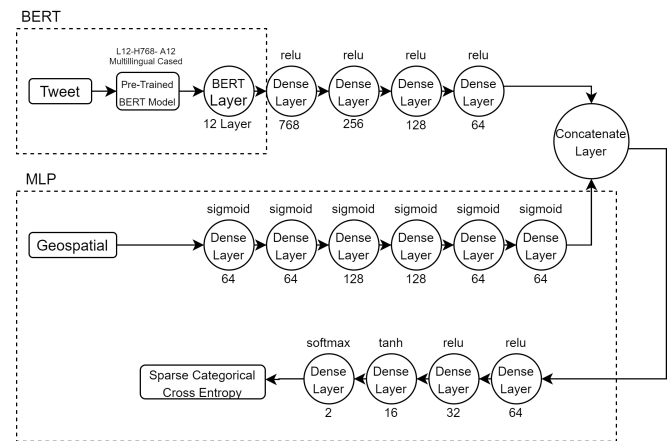 BERT
L12-H768- A12
Multillingual Cased
Tweet
Pre-Trained
BERT Model
BERT
Layer
12 Layer
relu
Dense
Layer
768
relu
Dense
Layer
256
relu
Dense
Layer
128
relu
Dense
Layer
64
Concatenate
Layer
MLP
Geospatial
sigmoid
Dense
Layer
64
sigmoid
Dense
Layer
64
sigmoid
Dense
Layer
128
sigmoid
Dense
Layer
128
sigmoid
Dense
Layer
64
sigmoid
Dense
Layer
64
Sparse Categorical
Cross Entropy
softmax
Dense
Layer
2
tanh
Dense
Layer
16
relu
Dense
Layer
32
relu
Dense
Layer
64